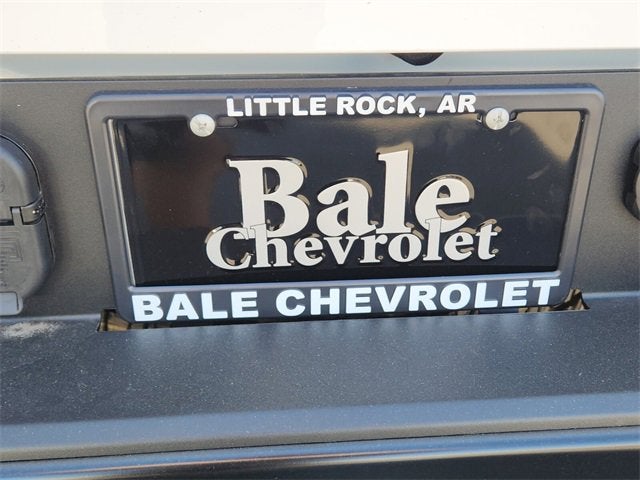 LITTLE ROCK, AR
Bale
Chevrolet
BALE CHEVROLET